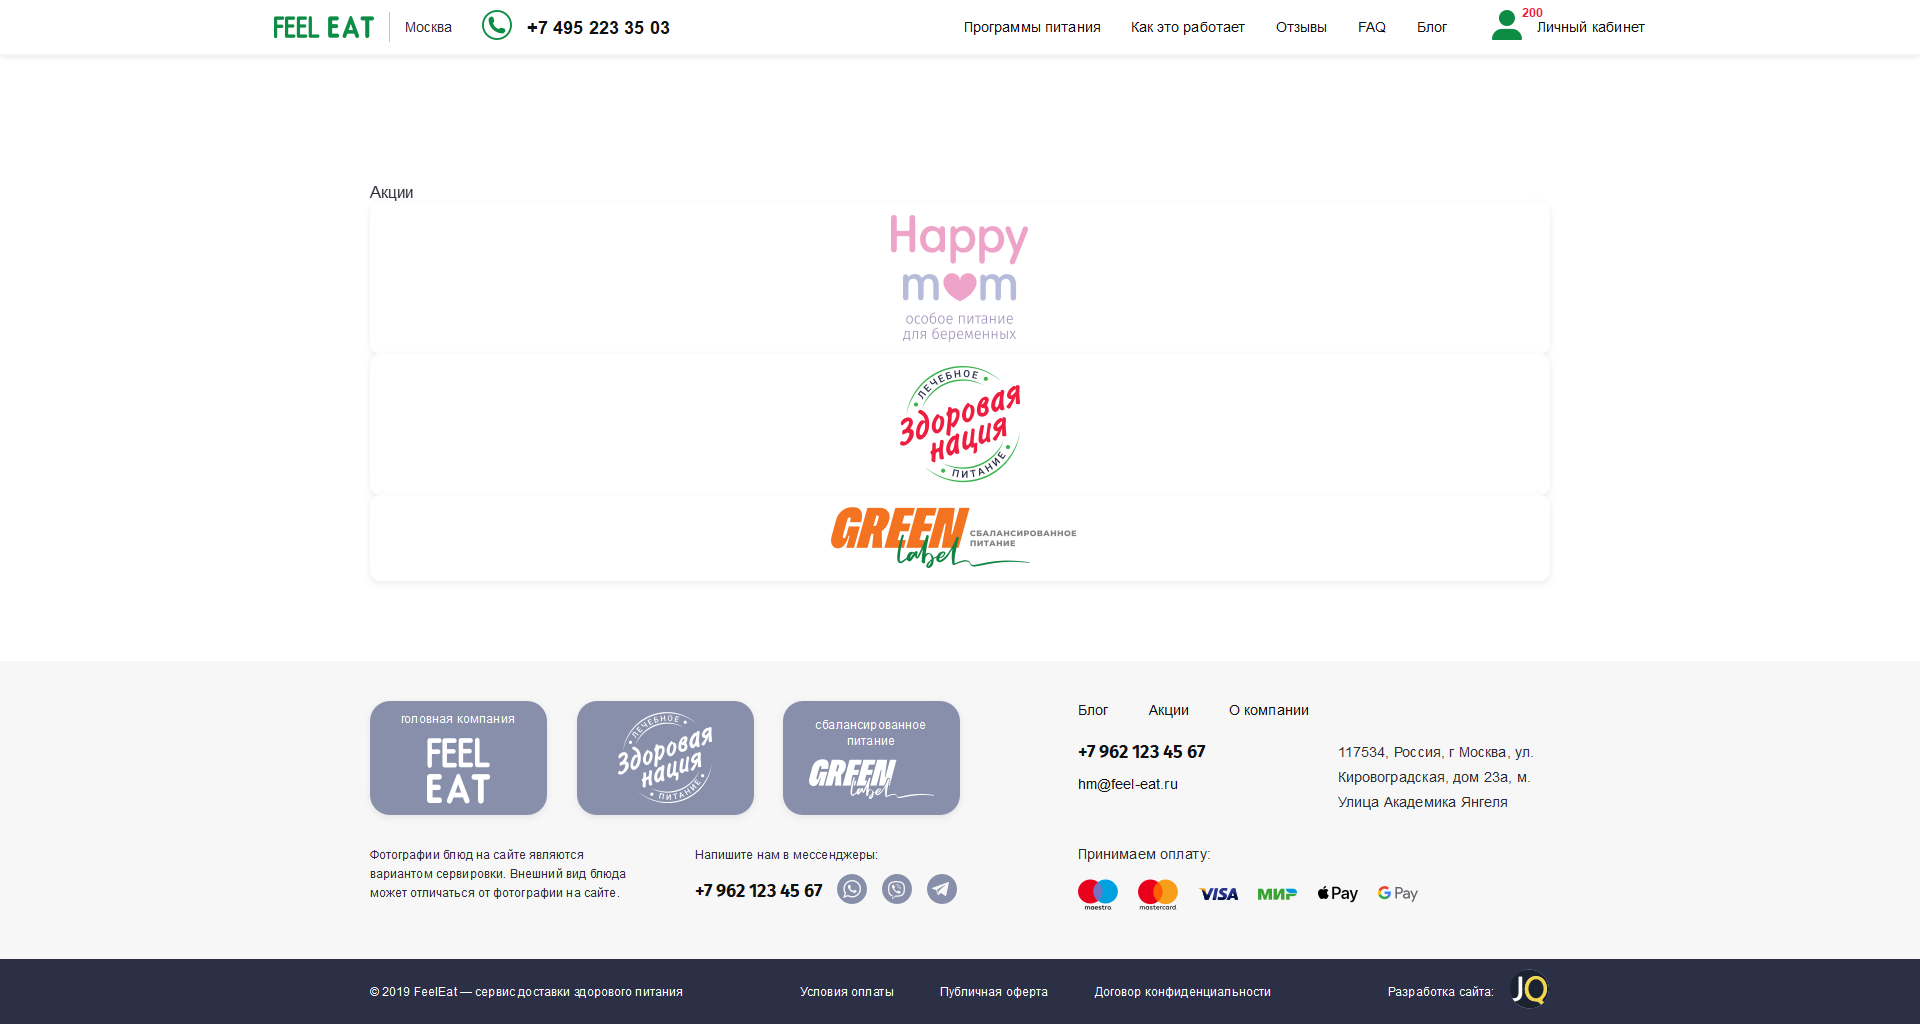 FEEL EAT
Москва
+7 495 223 35 03
Программы питания
Как это работает
Отзывы
FAQ
Блог
200
Личный кабинет
Акции
Happy
mm
особое питание
для беременных
ЛЕЧЕБНОЕ
Здоровая
нация
ПИТАНИЕ
GREEN
label
СБАЛАНСИРОВАННОЕ
ПИТАНИЕ
головная компания
FEEL
EAT
ЛЕЧЕБНОЕ
Здоровая
нация
ПИТАНИЕ
сбалансированное
питание
GREEN
label
Блог
Акции
О компании
+7 962 123 45 67
hm@feel-eat.ru
117534, Россия, г Москва, ул.
Кировоградская, дом 23а, м.
Улица Академика Янгеля
Фотографии блюд на сайте являются
вариантом сервировки. Внешний вид блюда
может отличаться от фотографии на сайте.
Напишите нам в мессенджеры:
+7 962 123 45 67
Принимаем оплату:
maestro
mastercard
VISA
МИР
Pay
G Pay
© 2019 FeelEat — сервис доставки здорового питания
Условия оплаты
Публичная оферта
Договор конфиденциальности
Разработка сайта:
JQ